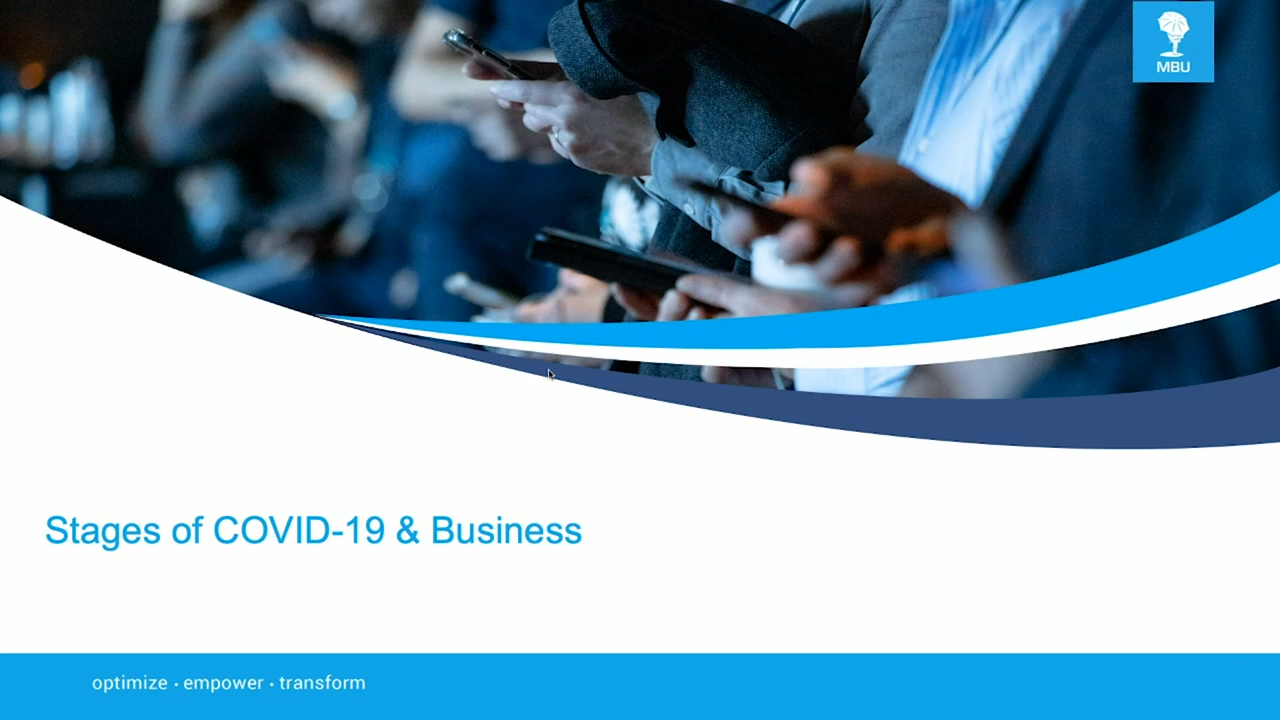 MBU
Stages of COVID-19 & Business
optimize • empower • transform